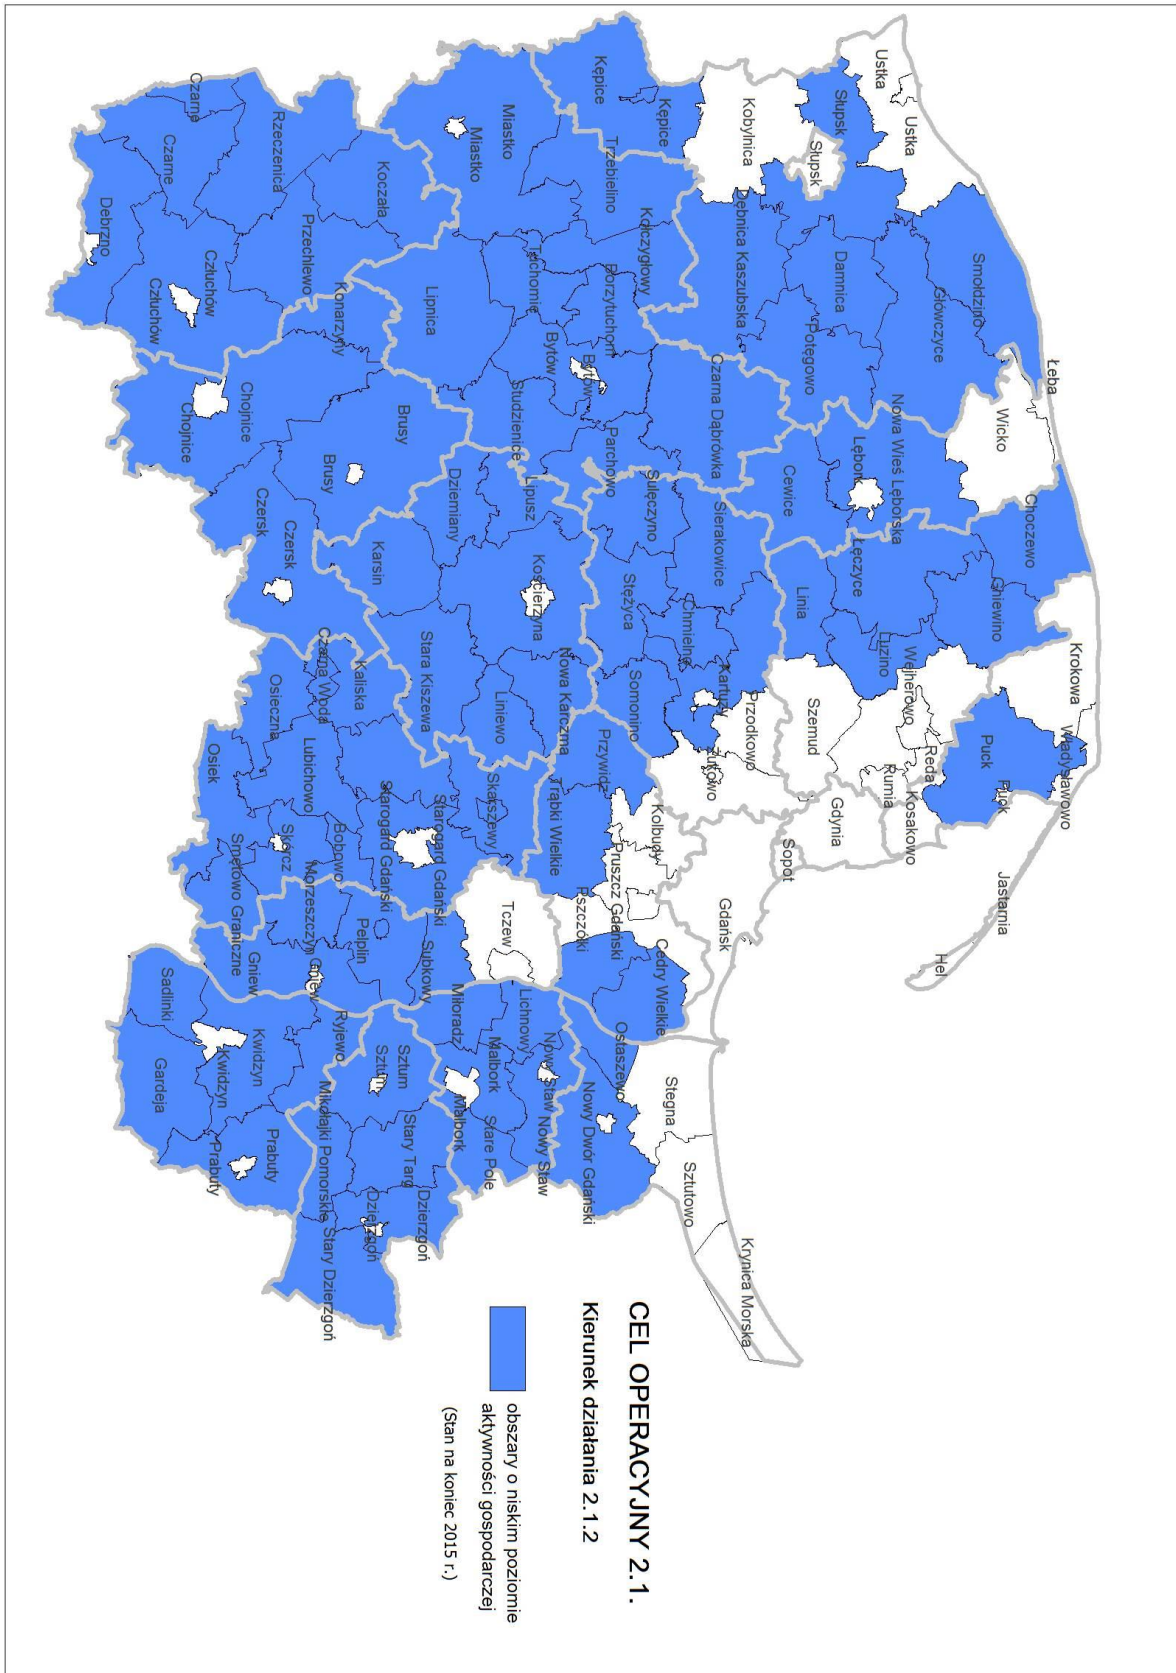 Ustka
Ustka
Słupsk
Słupsk
Kobylnica
Kępice
Kępice
Smołdzino
Główczyce
Damnica
Potęgowo
Dębnica Kaszubska
Trzebielino
Kołczygłowy
Miastko
Miastko
Łeba
Wicko
Nowa Wieś Lęborska
Lębork
Cewice
Czarna Dąbrówka
Borzytuchom
Tuchomie
Bytów
Bytów
Parchowo
Studzienice
Lipnica
Koczała
Rzeczenica
Przechlewo
Konarzyny
Czarne
Czarne
Debrzno
Człuchów
Człuchów
Chojnice
Chojnice
Brusy
Brusy
Czersk
Czersk
Choczewo
Gniewino
Krokowa
Władysławowo
Puck
Puck
Jastarnia
Hel
Łęczyce
Luzino
Wejherowo
Reda
Rumia
Kosakowo
Gdynia
Sopot
Gdańsk
Linia
Szemud
Sierakowice
Sulęczyno
Stężyca
Chmielno
Kartuzy
Przodkowo
Żukowo
Somonino
Lipusz
Dziemiany
Kościerzyna
Karsin
Nowa Karczma
Liniewo
Stara Kiszewa
Przywidz
Trąbki Wielkie
Kolbudy
Pruszcz Gdański
Pszczółki
Cedry Wielkie
Skarszewy
Starogard Gdański
Starogard Gdański
Kaliska
Czarna Woda
Osieczna
Lubichowo
Osiek
Bobowo
Skórcz
Smętowo Graniczne
Tczew
Subkowy
Pelplin
Morzeszczyn
Gniew
Gniew
Ostaszewo
Stegna
Sztutowo
Krynica Morska
Nowy Dwór Gdański
Lichnowy
Nowy Staw
Nowy Staw
Miłoradz
Malbork
Malbork
Stare Pole
Sztum
Sztum
Stary Targ
Dzierzgoń
Dzierzgoń
Mikołajki Pomorskie
Stary Dzierzgoń
Ryjewo
Kwidzyn
Kwidzyn
Sadlinki
Gardeja
Prabuty
Prabuty
CEL OPERACYJNY 2.1.
Kierunek działania 2.1.2
obszary o niskim poziomie
aktywności gospodarczej
(Stan na koniec 2015 r.)